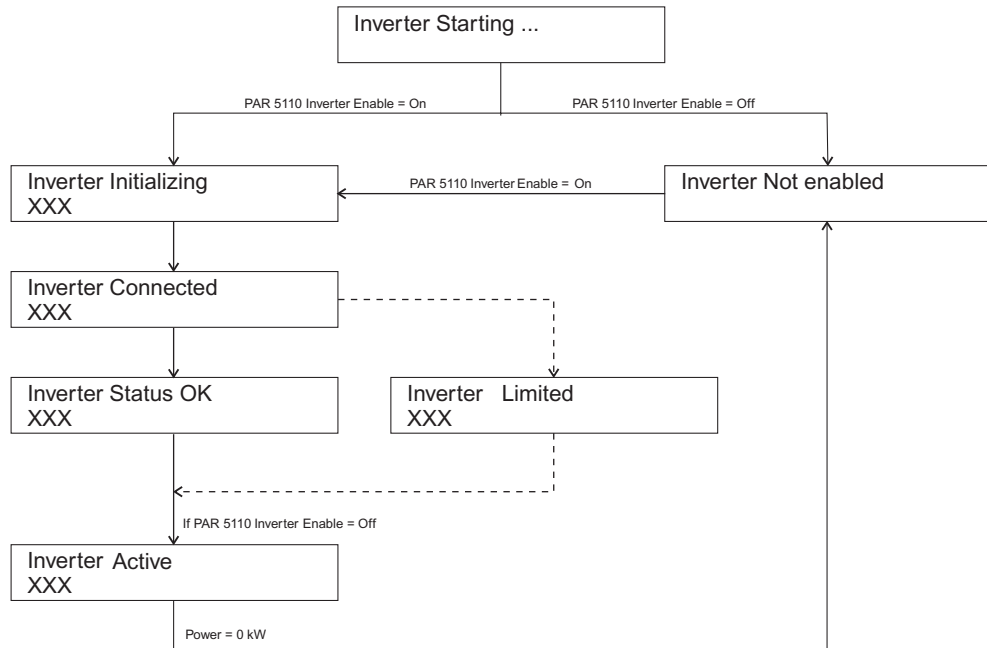 Inverter Starting ...
PAR 5110 Inverter Enable = On
PAR 5110 Inverter Enable = Off
Inverter Initializing
XXX
PAR 5110 Inverter Enable = On
Inverter Not enabled
Inverter Connected
XXX
Inverter Status OK
XXX
Inverter Limited
XXX
If PAR 5110 Inverter Enable = Off
Inverter Active
XXX
Power = 0 kW